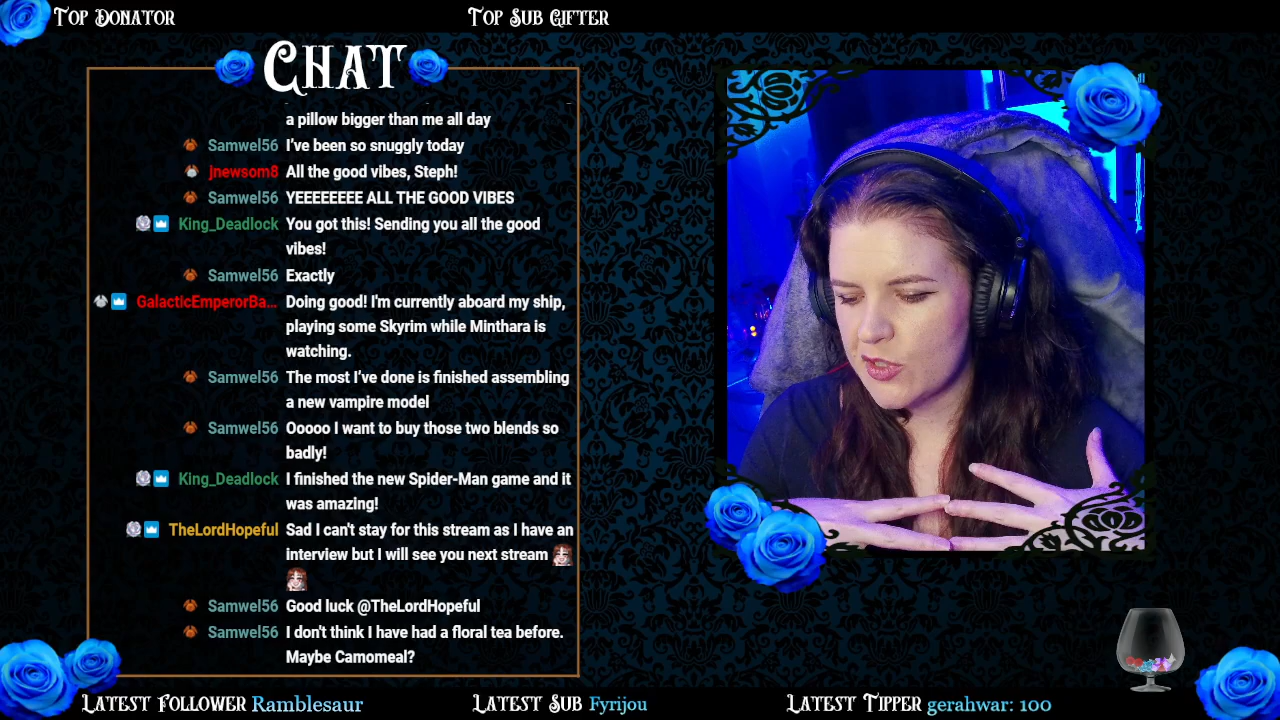 Top Donator
Top Sub Gifter
Chat
a pillow bigger than me all day
Samwel56 I've been so snuggly today
jnewsom8 All the good vibes, Steph!
Samwel56 YEEEEEEEE ALL THE GOOD VIBES
King_Deadlock You got this! Sending you all the good
vibes!
Samwel56 Exactly
GalacticEmperorBa... Doing good! I'm currently aboard my ship,
playing some Skyrim while Minthara is
watching.
Samwel56 The most I've done is finished assembling
a new vampire model
Samwel56 Ooooo I want to buy those two blends so
badly!
King_Deadlock I finished the new Spider-Man game and it
was amazing!
TheLordHopeful Sad I can't stay for this stream as I have an
interview but I will see you next stream
Samwel56 Good luck @TheLordHopeful
Samwel56 I don't think I have had a floral tea before.
Maybe Camomeal?
Latest Follower Ramblesaur
Latest Sub Fyrijou
Latest Tipper gerahwar: 100